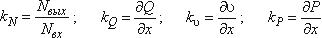 k_N = N_вых / N_вх ; k_Q = ∂Q / ∂x ; k_υ = ∂υ / ∂x ; k_P = ∂P / ∂x